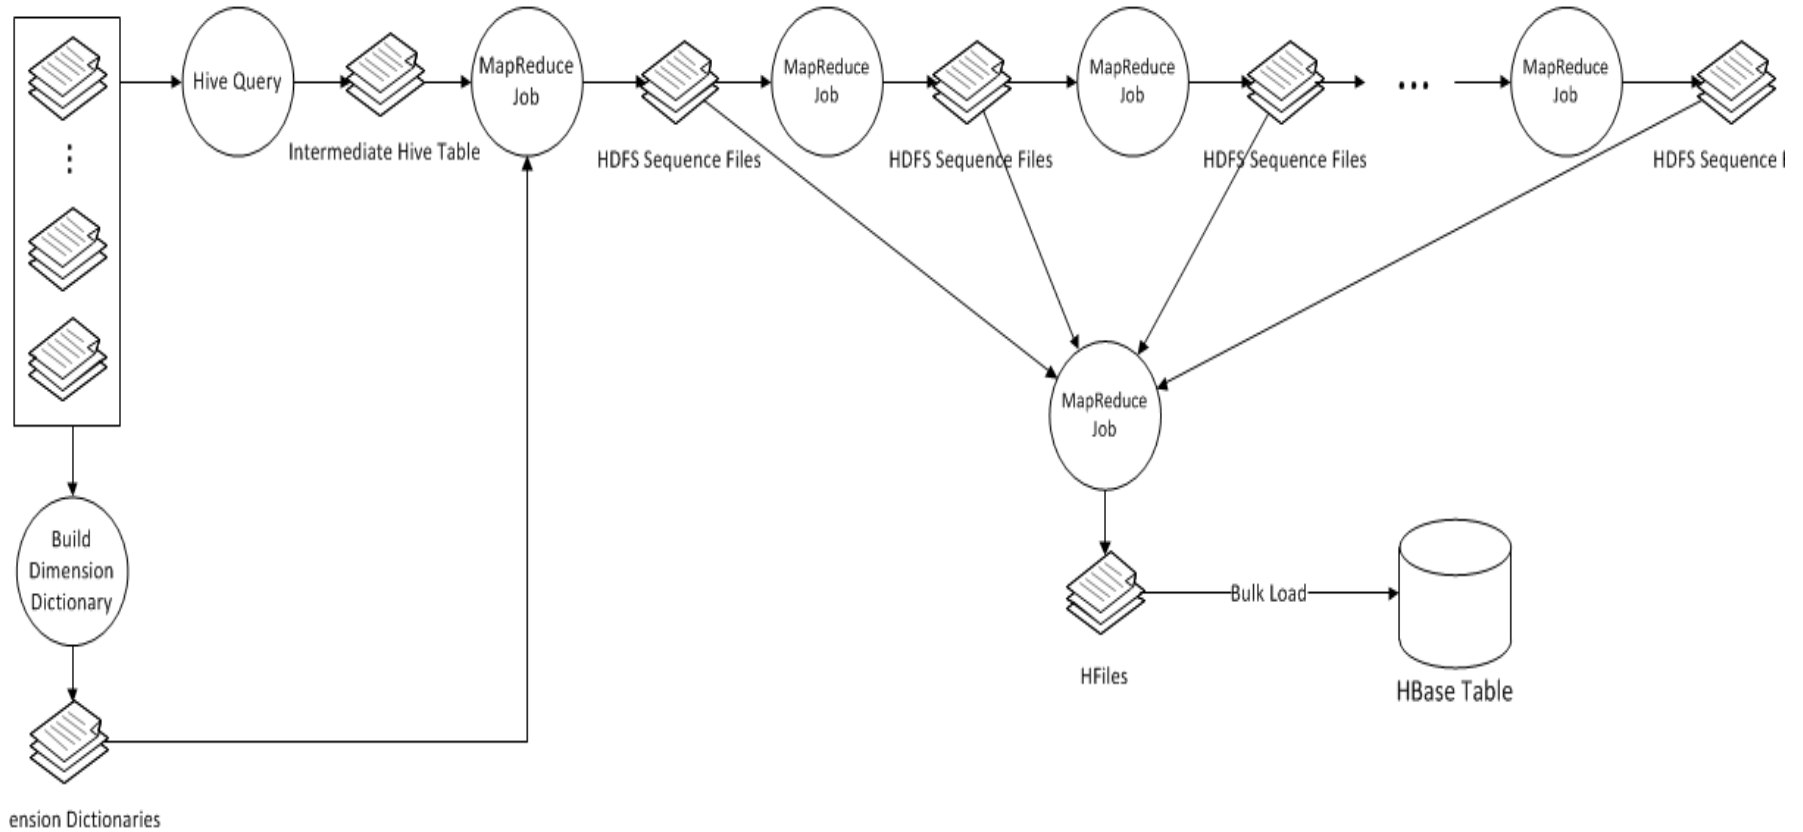 Hive Query
Intermediate Hive Table
MapReduce
Job
HDFS Sequence Files
MapReduce
Job
HDFS Sequence Files
MapReduce
Job
HDFS Sequence Files
...
MapReduce
Job
HDFS Sequence
MapReduce
Job
Build
Dimension
Dictionary
HFiles
Bulk Load
HBase Table
ension Dictionaries